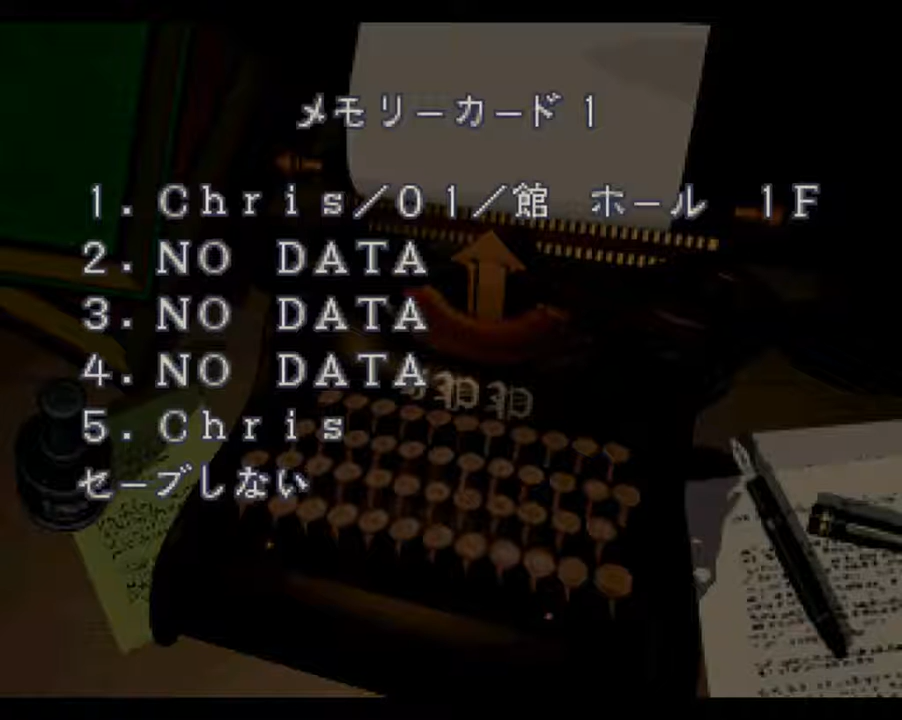 メモリーカード１
１．Ｃｈｒｉｓ／０１／館　ホール　１Ｆ
２．ＮＯ　ＤＡＴＡ
３．ＮＯ　ＤＡＴＡ
４．ＮＯ　ＤＡＴＡ
５．Ｃｈｒｉｓ
セーブしない